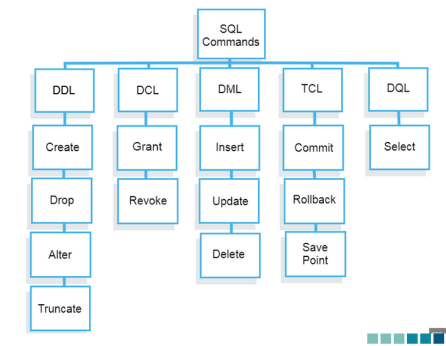 SQL
Commands
DDL
DCL
DML
TCL
DQL
Create
Grant
Insert
Commit
Select
Drop
Revoke
Update
Rollback
Alter
Delete
Save
Point
Truncate